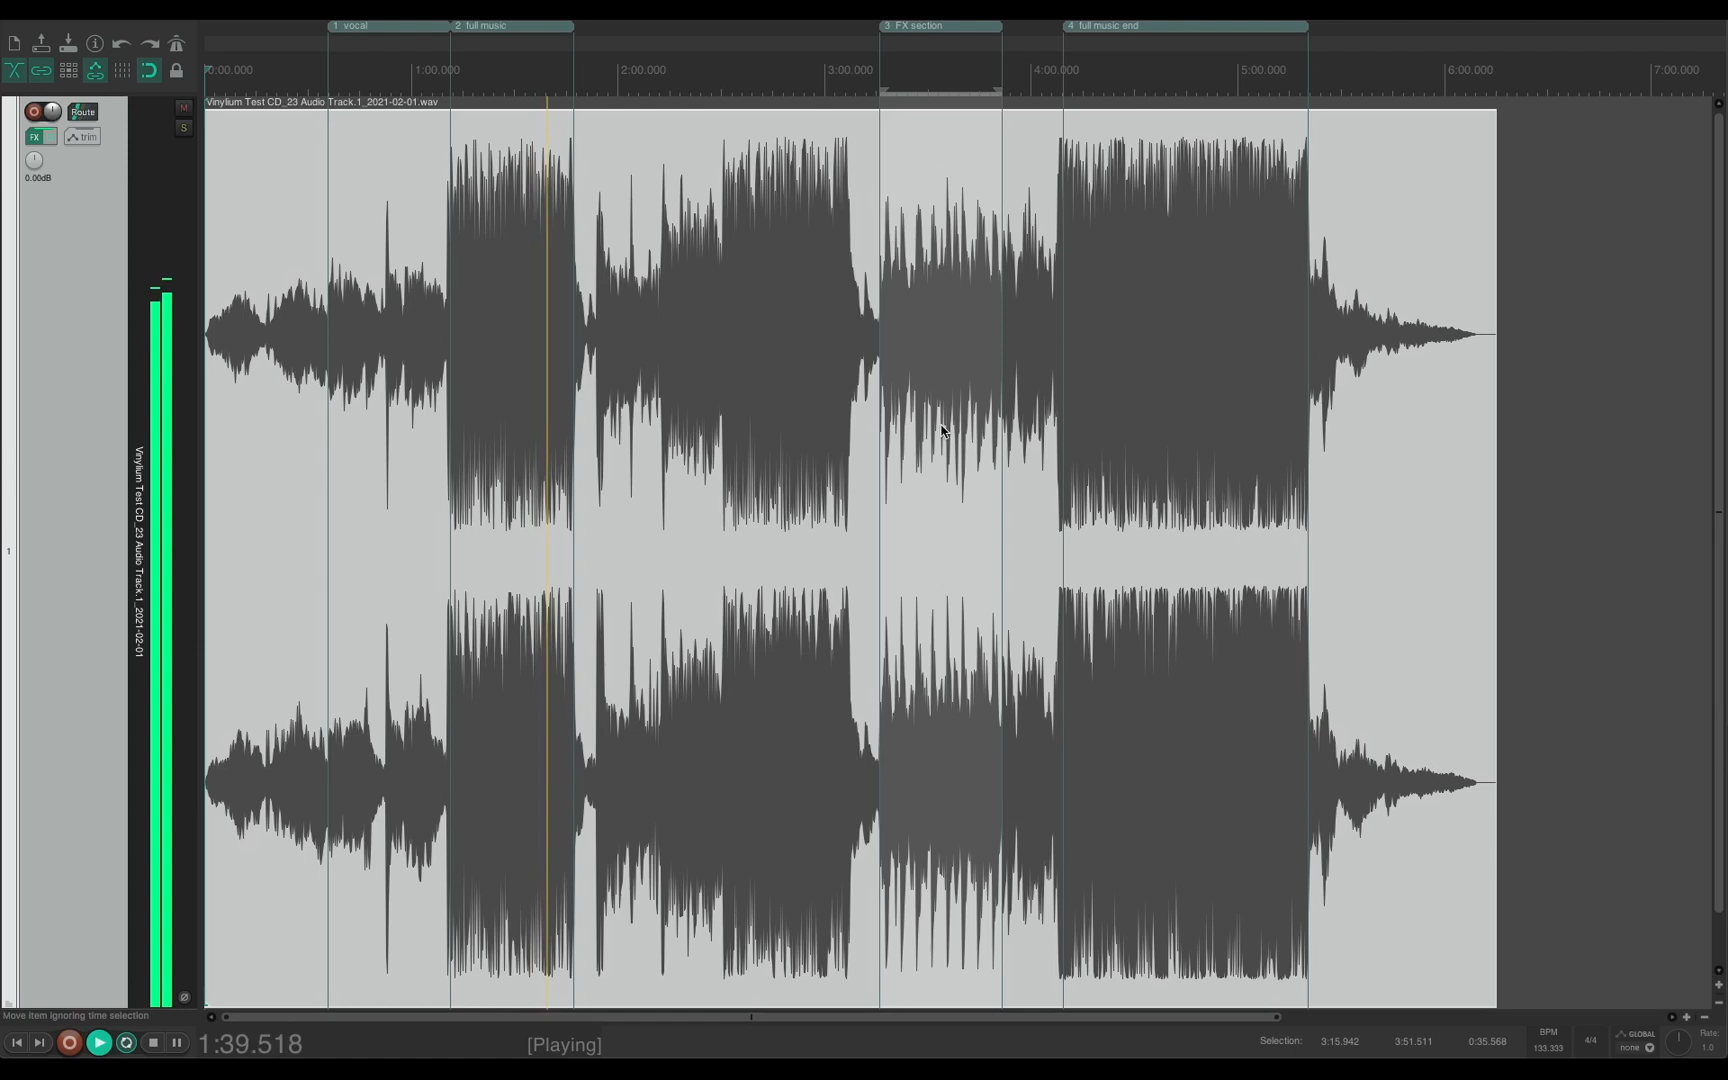 1 vocal
2 full music
3 FX section
4 full music end
0:00.000
1:00.000
2:00.000
3:00.000
4:00.000
5:00.000
6:00.000
7:00.000
Vinylium Test CD_23 Audio Track.1_2021-02-01.wav
Route
M
FX
trim
S
0.00dB
Vinylium Test CD_23 Audio Track.1_2021-02-01
1
Move item ignoring time selection
1:39.518
[Playing]
Selection:
3:15.942
3:51.511
0:35.568
BPM
133.333
4/4
GLOBAL
none
Rate:
1.0